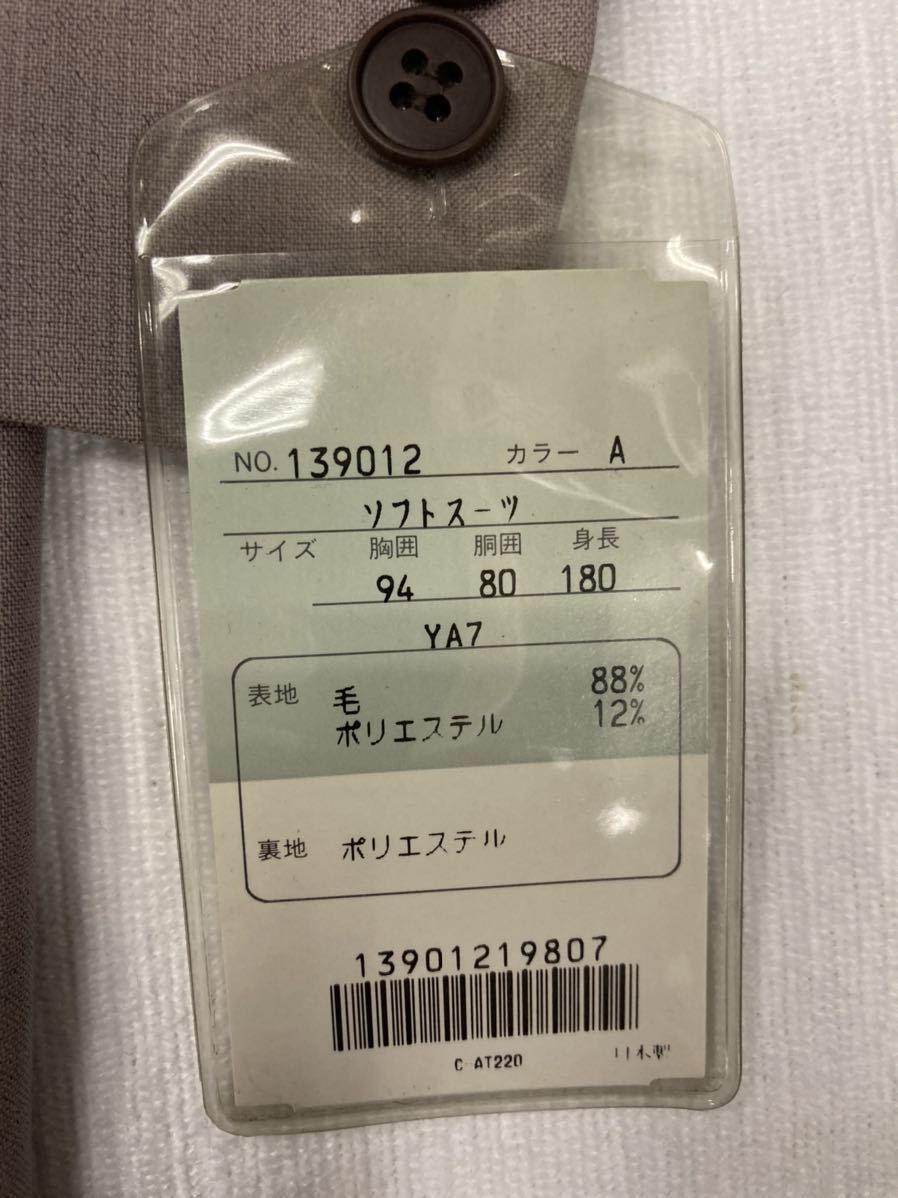 NO. 139012 カラー A
ソフトスーツ
サイズ 胸囲 胴囲 身長
94 80 180
YA7
表地 毛 88%
ポリエステル 12%
裏地 ポリエステル
13901219807
C-AT220 日本製